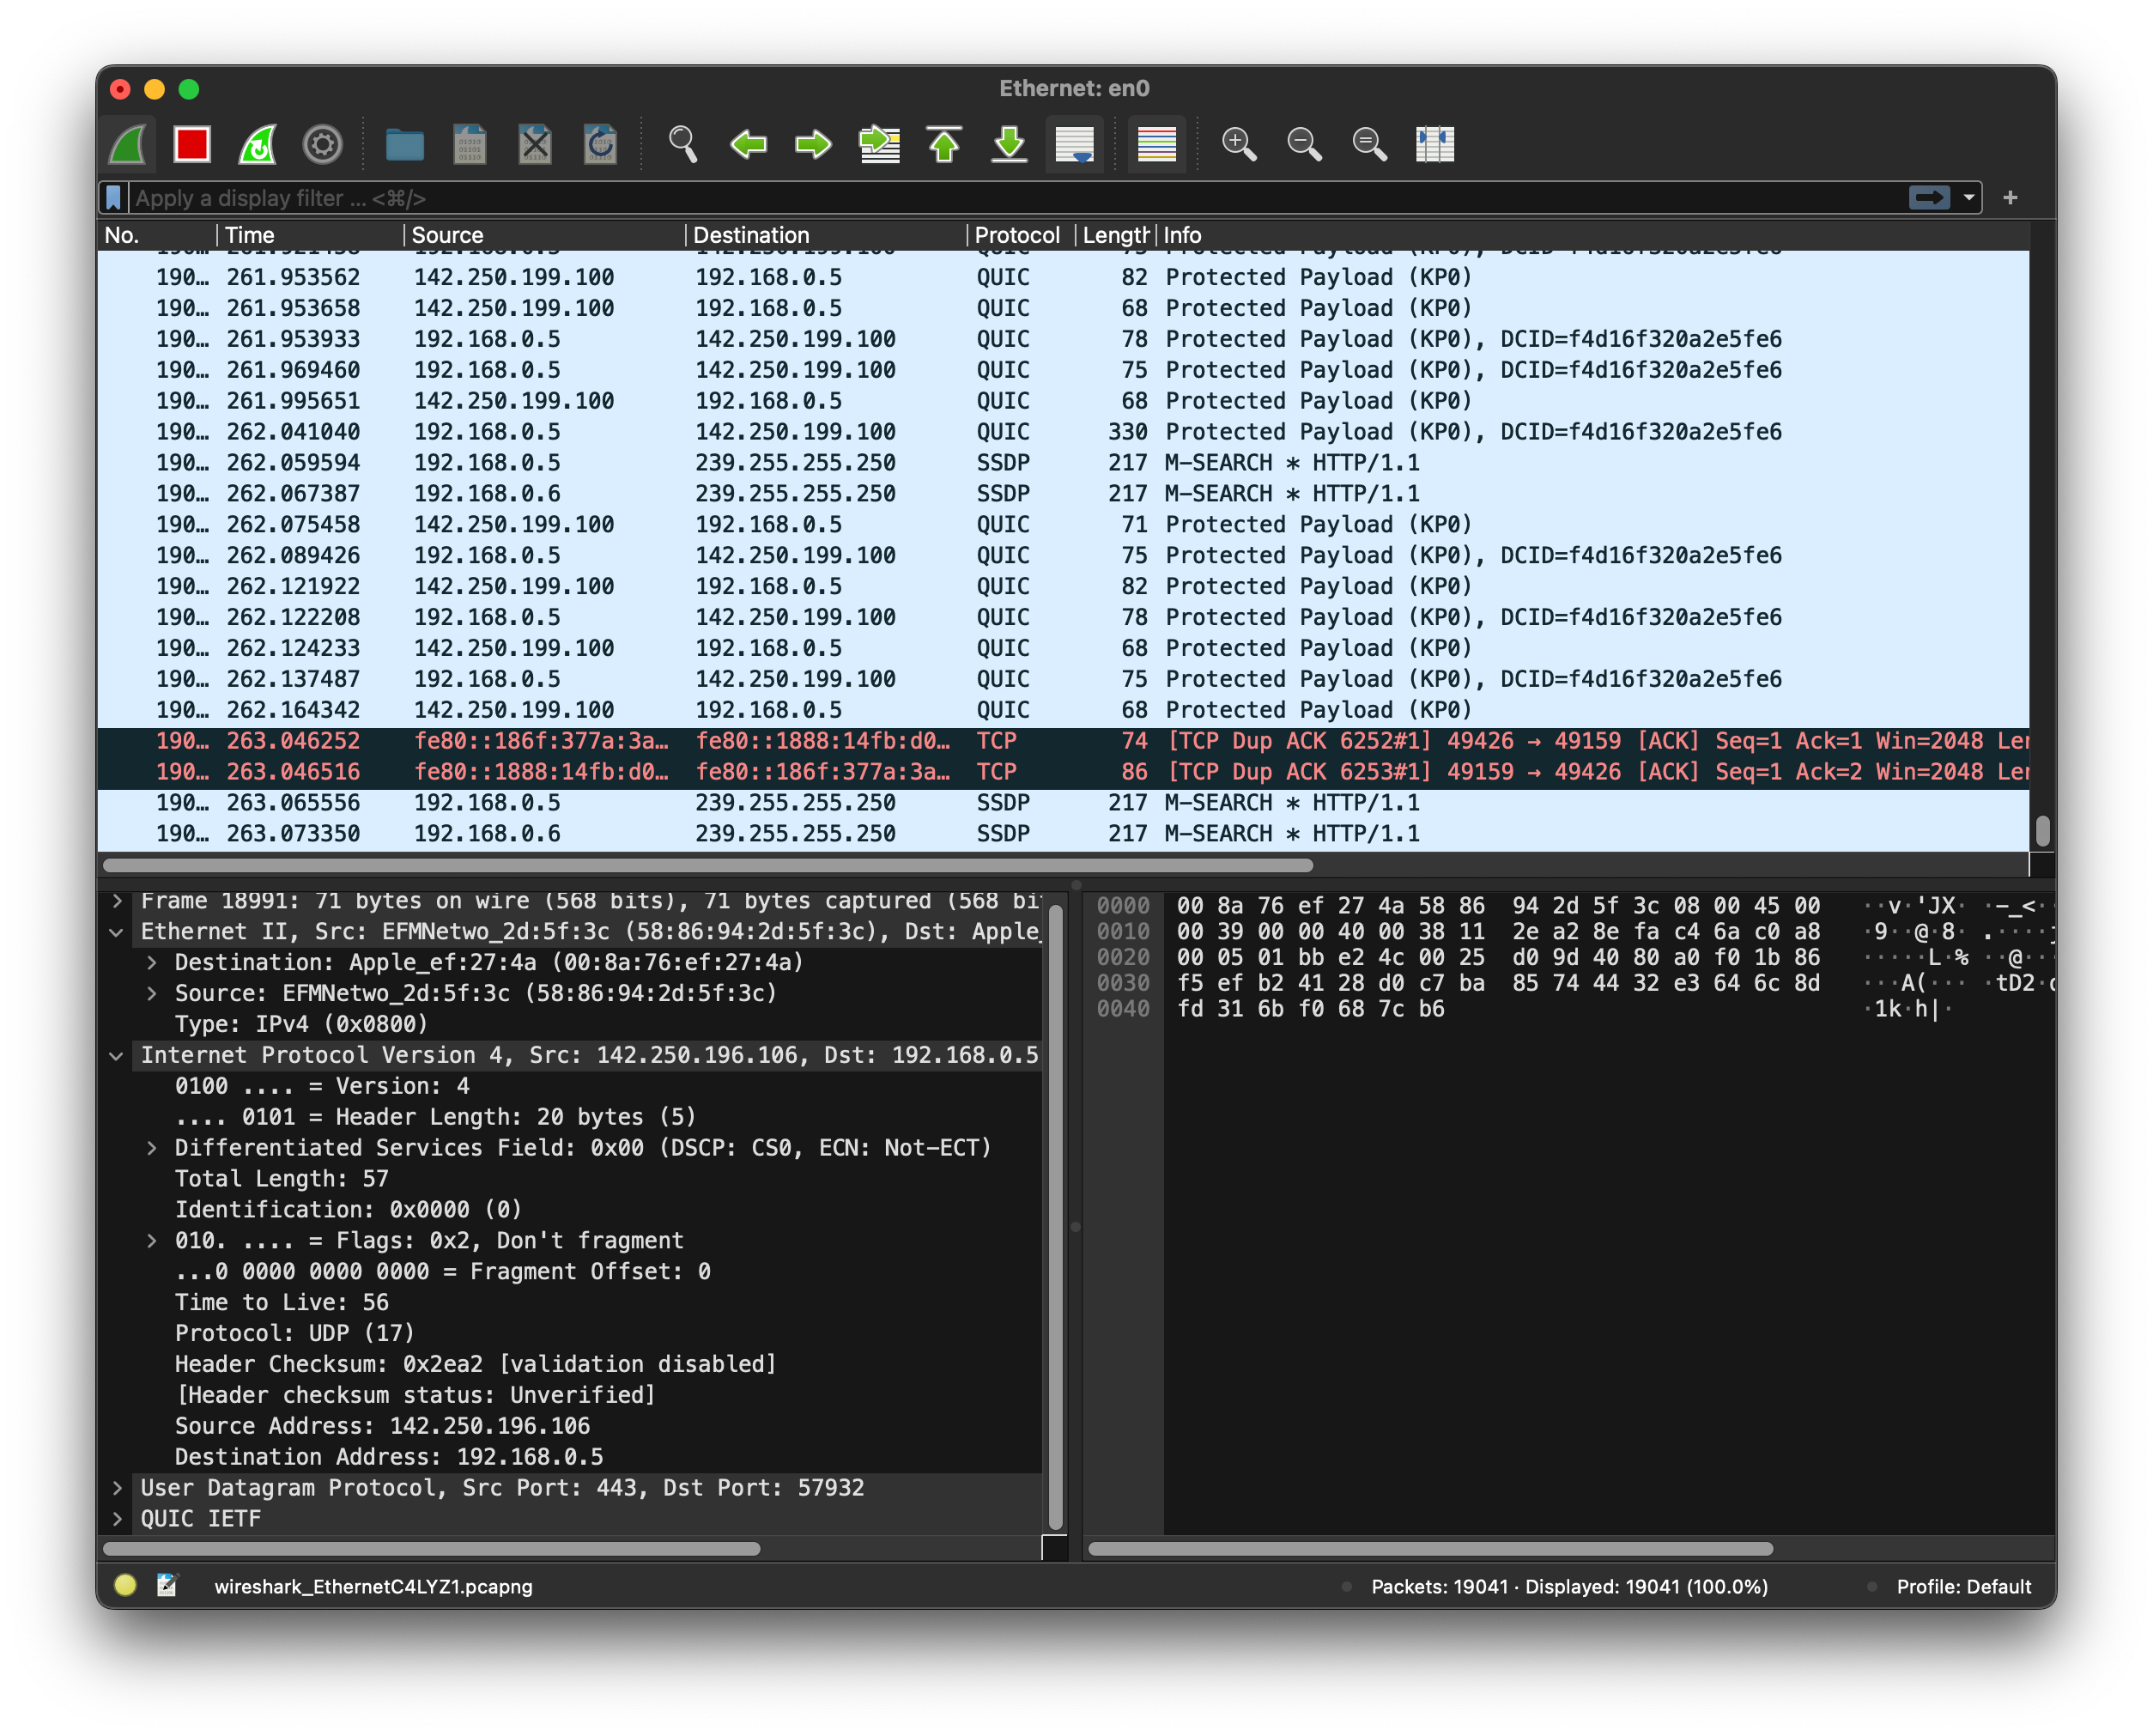 Ethernet: en0
Apply a display filter ... <⌘/>
No. Time Source Destination Protocol Length Info
190… 261.953562 142.250.199.100 192.168.0.5 QUIC 82 Protected Payload (KP0)
190… 261.953658 142.250.199.100 192.168.0.5 QUIC 68 Protected Payload (KP0)
190… 261.953933 192.168.0.5 142.250.199.100 QUIC 78 Protected Payload (KP0), DCID=f4d16f320a2e5fe6
190… 261.969460 192.168.0.5 142.250.199.100 QUIC 75 Protected Payload (KP0), DCID=f4d16f320a2e5fe6
190… 261.995651 142.250.199.100 192.168.0.5 QUIC 68 Protected Payload (KP0)
190… 262.041040 192.168.0.5 142.250.199.100 QUIC 330 Protected Payload (KP0), DCID=f4d16f320a2e5fe6
190… 262.059594 192.168.0.5 239.255.255.250 SSDP 217 M-SEARCH * HTTP/1.1
190… 262.067387 192.168.0.6 239.255.255.250 SSDP 217 M-SEARCH * HTTP/1.1
190… 262.075458 142.250.199.100 192.168.0.5 QUIC 71 Protected Payload (KP0)
190… 262.089426 192.168.0.5 142.250.199.100 QUIC 75 Protected Payload (KP0), DCID=f4d16f320a2e5fe6
190… 262.121922 142.250.199.100 192.168.0.5 QUIC 82 Protected Payload (KP0)
190… 262.122208 192.168.0.5 142.250.199.100 QUIC 78 Protected Payload (KP0), DCID=f4d16f320a2e5fe6
190… 262.124233 142.250.199.100 192.168.0.5 QUIC 68 Protected Payload (KP0)
190… 262.137487 192.168.0.5 142.250.199.100 QUIC 75 Protected Payload (KP0), DCID=f4d16f320a2e5fe6
190… 262.164342 142.250.199.100 192.168.0.5 QUIC 68 Protected Payload (KP0)
190… 263.046252 fe80::186f:377a:3a… fe80::1888:14fb:d0… TCP 74 [TCP Dup ACK 6252#1] 49426 → 49159 [ACK] Seq=1 Ack=1 Win=2048 Len
190… 263.046516 fe80::1888:14fb:d0… fe80::186f:377a:3a… TCP 86 [TCP Dup ACK 6253#1] 49159 → 49426 [ACK] Seq=1 Ack=2 Win=2048 Len
190… 263.065556 192.168.0.5 239.255.255.250 SSDP 217 M-SEARCH * HTTP/1.1
190… 263.073350 192.168.0.6 239.255.255.250 SSDP 217 M-SEARCH * HTTP/1.1
Frame 18991: 71 bytes on wire (568 bits), 71 bytes captured (568 bi
Ethernet II, Src: EFMNetwo_2d:5f:3c (58:86:94:2d:5f:3c), Dst: Apple_
Destination: Apple_ef:27:4a (00:8a:76:ef:27:4a)
Source: EFMNetwo_2d:5f:3c (58:86:94:2d:5f:3c)
Type: IPv4 (0x0800)
Internet Protocol Version 4, Src: 142.250.196.106, Dst: 192.168.0.5
0100 .... = Version: 4
.... 0101 = Header Length: 20 bytes (5)
Differentiated Services Field: 0x00 (DSCP: CS0, ECN: Not-ECT)
Total Length: 57
Identification: 0x0000 (0)
010. .... = Flags: 0x2, Don't fragment
...0 0000 0000 0000 = Fragment Offset: 0
Time to Live: 56
Protocol: UDP (17)
Header Checksum: 0x2ea2 [validation disabled]
[Header checksum status: Unverified]
Source Address: 142.250.196.106
Destination Address: 192.168.0.5
User Datagram Protocol, Src Port: 443, Dst Port: 57932
QUIC IETF
0000 00 8a 76 ef 27 4a 58 86 94 2d 5f 3c 08 00 45 00 ··v·'JX· ·-_<··
0010 00 39 00 00 40 00 38 11 2e a2 8e fa c4 6a c0 a8 ·9··@·8· .····j
0020 00 05 01 bb e2 4c 00 25 d0 9d 40 80 a0 f0 1b 86 ·····L·% ··@···
0030 f5 ef b2 41 28 d0 c7 ba 85 74 44 32 e3 64 6c 8d ···A(··· ·tD2·d
0040 fd 31 6b f0 68 7c b6 ·1k·h|·
wireshark_EthernetC4LYZ1.pcapng
Packets: 19041 · Displayed: 19041 (100.0%)
Profile: Default